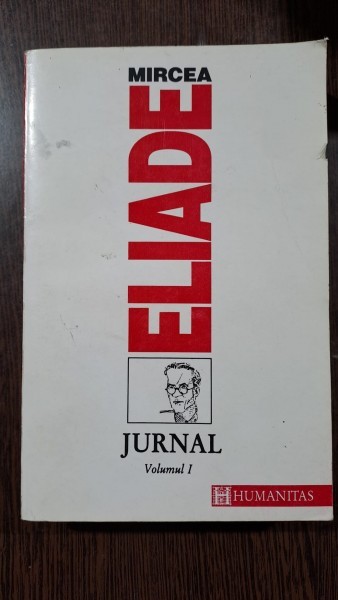 MIRCEA
ELIADE
JURNAL
Volumul I
HUMANITAS